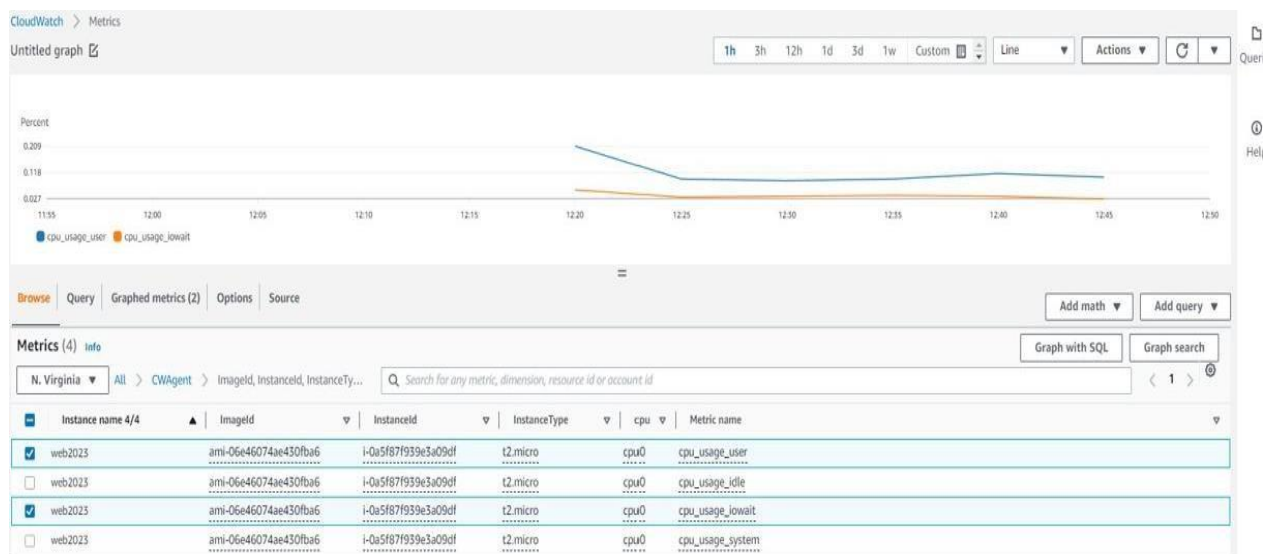 CloudWatch > Metrics
Untitled graph
1h 3h 12h 1d 3d 1w Custom Line Actions
Queri
Help
Percent
0.209
0.118
0.027
11:55 12:00 12:05 12:10 12:15 12:20 12:25 12:30 12:35 12:40 12:45 12:50
cpu_usage_user cpu_usage_iowait
=
Browse Query Graphed metrics (2) Options Source
Add math Add query
Metrics (4) Info
Graph with SQL Graph search
N. Virginia All > CWAgent > ImageId, InstanceId, InstanceTy... Search for any metric, dimension, resource id or account id < 1 >
Instance name 4/4 ImageId InstanceId InstanceType cpu Metric name
web2023 ami-06e46074ae430fba6 i-0a5f87f939e3a09df t2.micro cpu0 cpu_usage_user
web2023 ami-06e46074ae430fba6 i-0a5f87f939e3a09df t2.micro cpu0 cpu_usage_idle
web2023 ami-06e46074ae430fba6 i-0a5f87f939e3a09df t2.micro cpu0 cpu_usage_iowait
web2023 ami-06e46074ae430fba6 i-0a5f87f939e3a09df t2.micro cpu0 cpu_usage_system